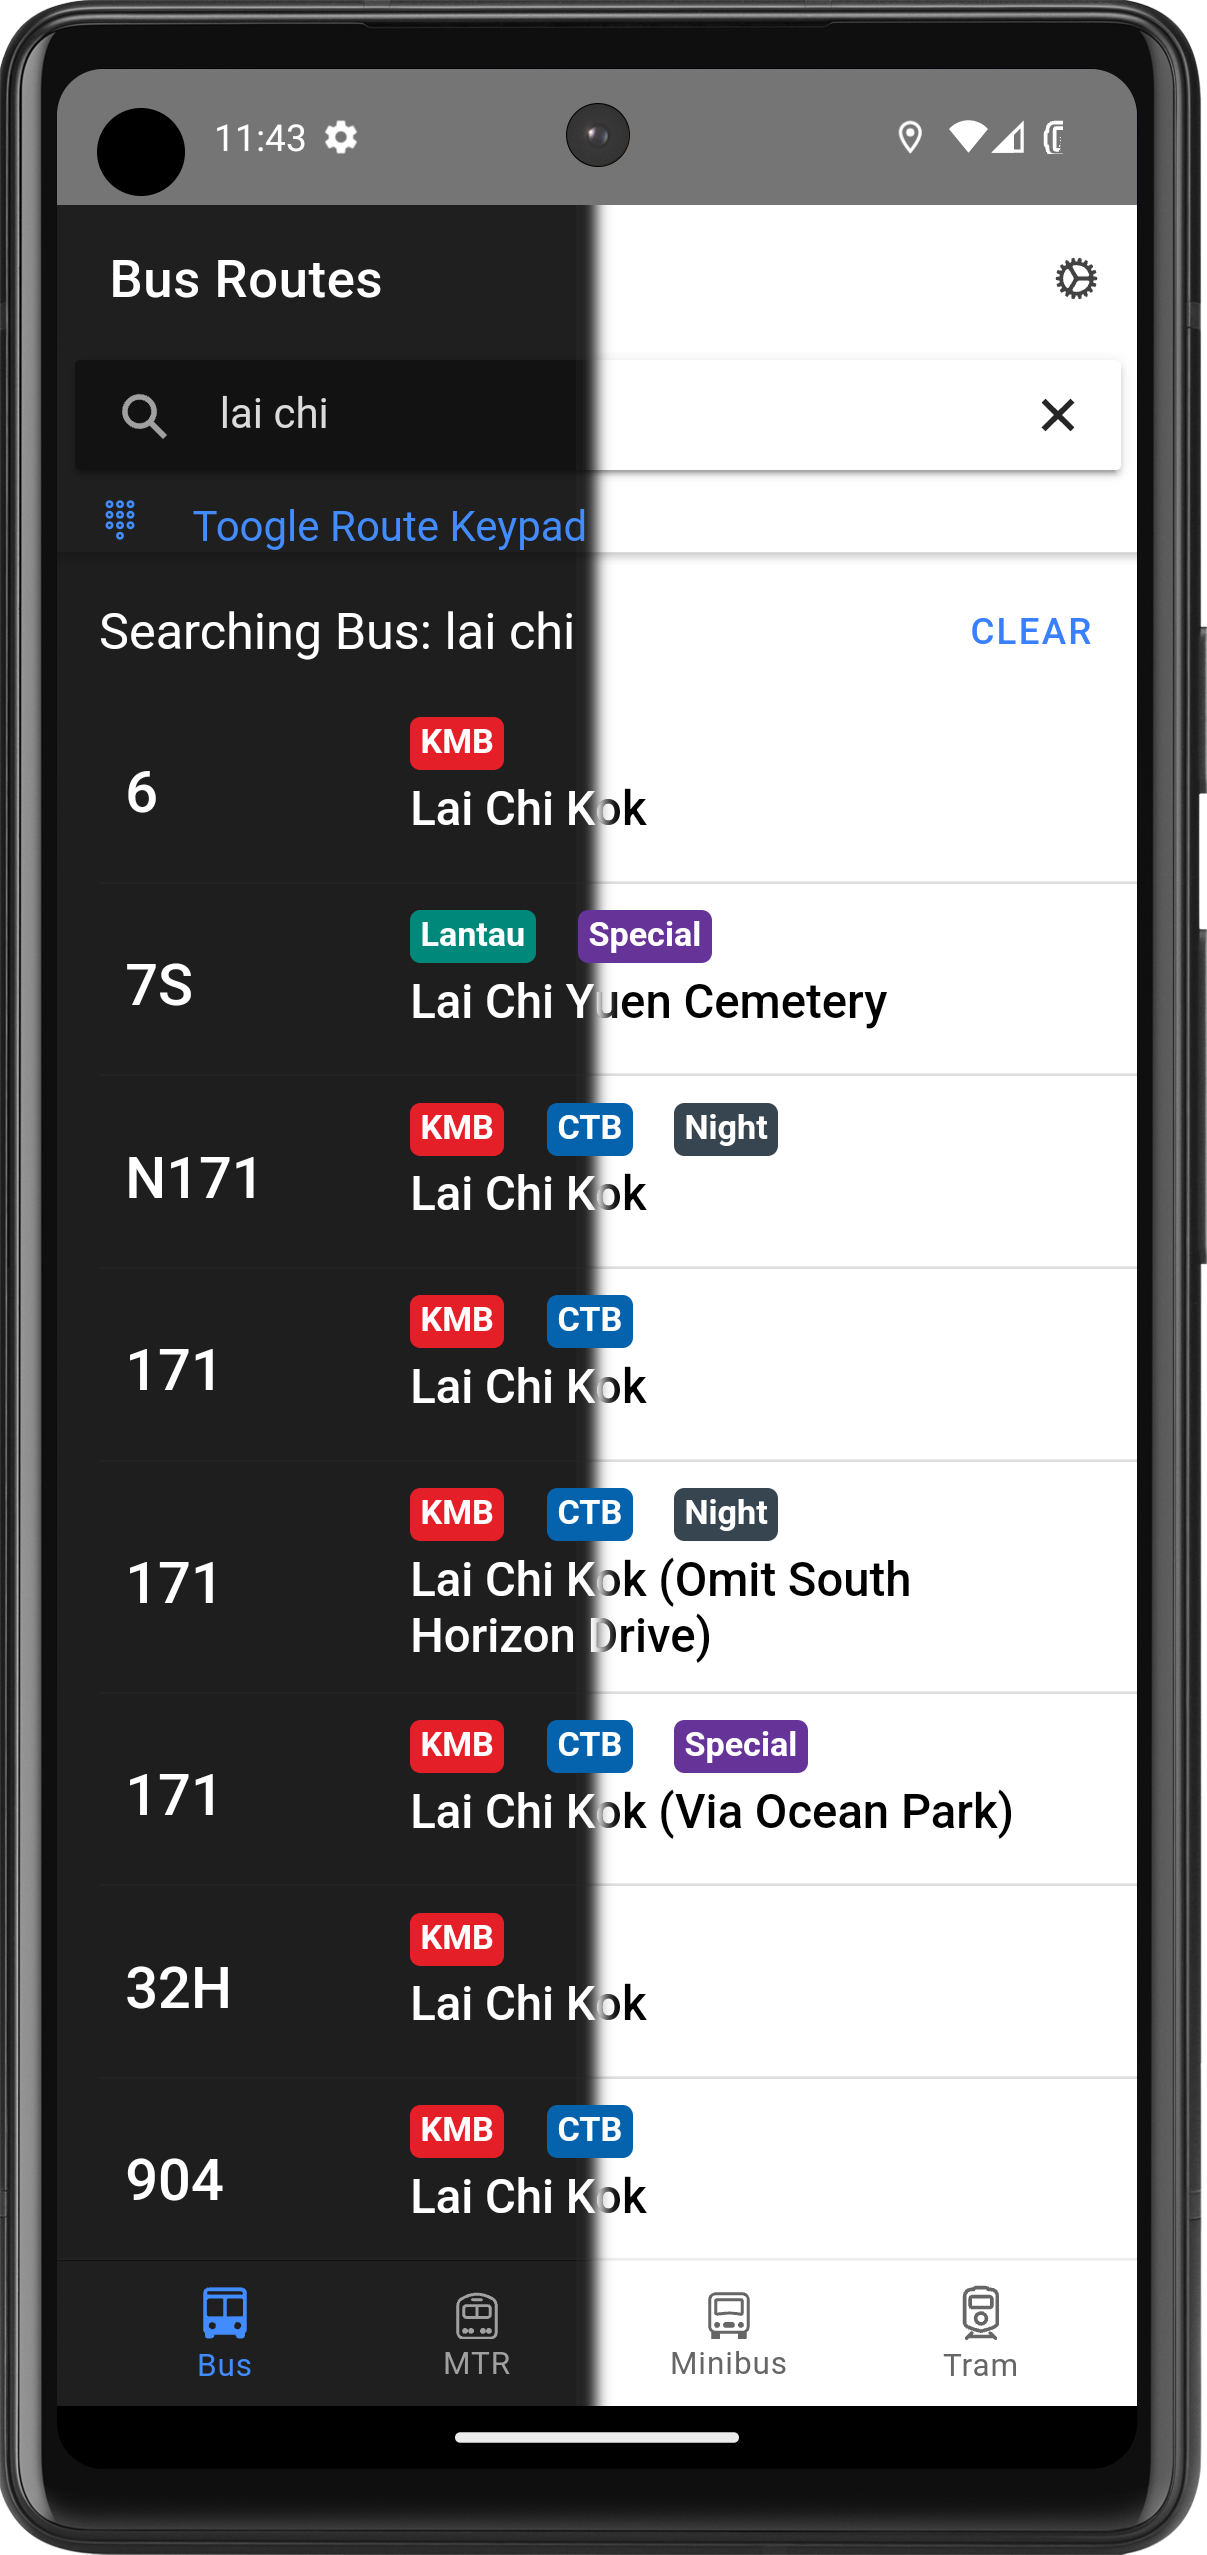 11:43
Bus Routes
lai chi
Toogle Route Keypad
Searching Bus: lai chi CLEAR
KMB
6
Lai Chi Kok
Lantau Special
7S
Lai Chi Yuen Cemetery
KMB CTB Night
N171
Lai Chi Kok
KMB CTB
171
Lai Chi Kok
KMB CTB Night
171
Lai Chi Kok (Omit South
Horizon Drive)
KMB CTB Special
171
Lai Chi Kok (Via Ocean Park)
KMB
32H
Lai Chi Kok
KMB CTB
904
Lai Chi Kok
Bus MTR Minibus Tram